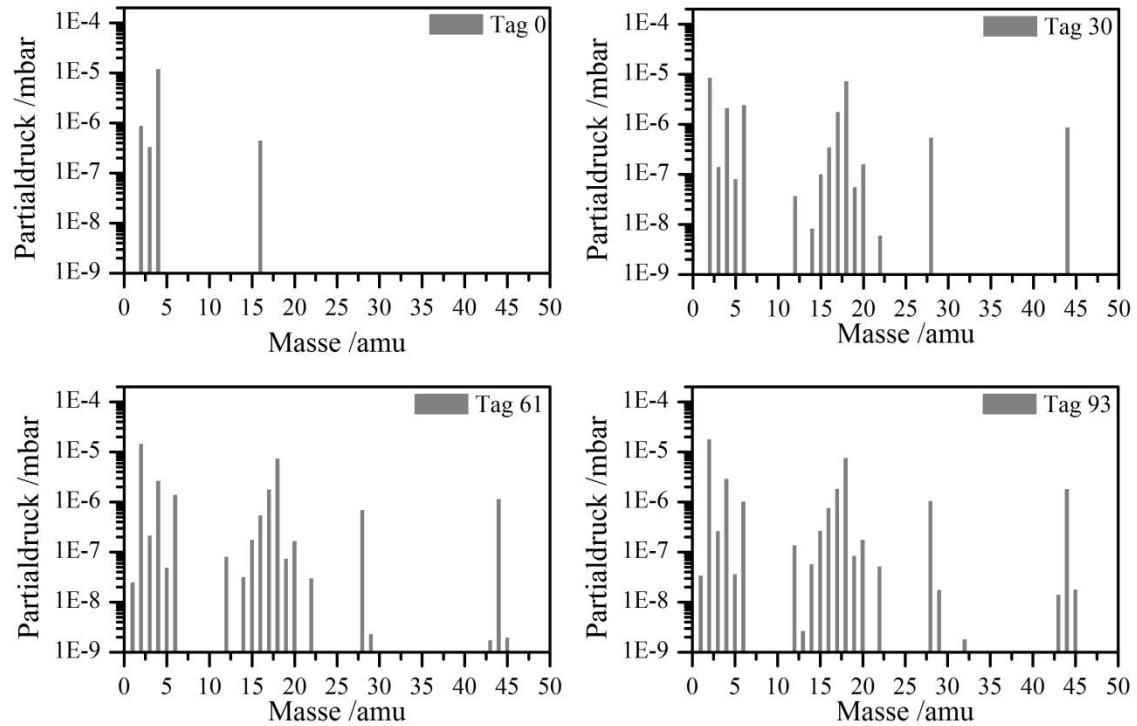 1E-4
1E-5
1E-6
1E-7
1E-8
1E-9
Partialdruck /mbar
Tag 0
0 5 10 15 20 25 30 35 40 45 50
Masse /amu
1E-4
1E-5
1E-6
1E-7
1E-8
1E-9
Partialdruck /mbar
Tag 30
0 5 10 15 20 25 30 35 40 45 50
Masse /amu
1E-4
1E-5
1E-6
1E-7
1E-8
1E-9
Partialdruck /mbar
Tag 61
0 5 10 15 20 25 30 35 40 45 50
Masse /amu
1E-4
1E-5
1E-6
1E-7
1E-8
1E-9
Partialdruck /mbar
Tag 93
0 5 10 15 20 25 30 35 40 45 50
Masse /amu